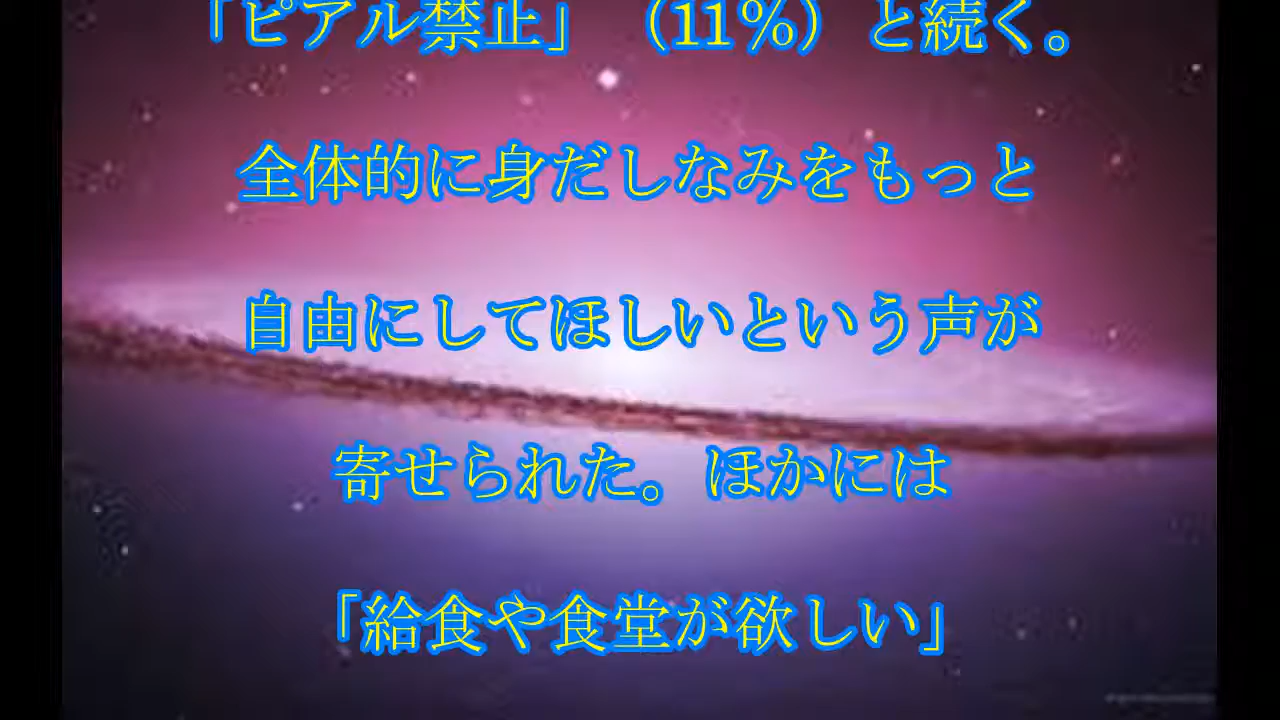 「ピアル禁止」（11％）と続く。
全体的に身だしなみをもっと
自由にしてほしいという声が
寄せられた。ほかには
「給食や食堂が欲しい」